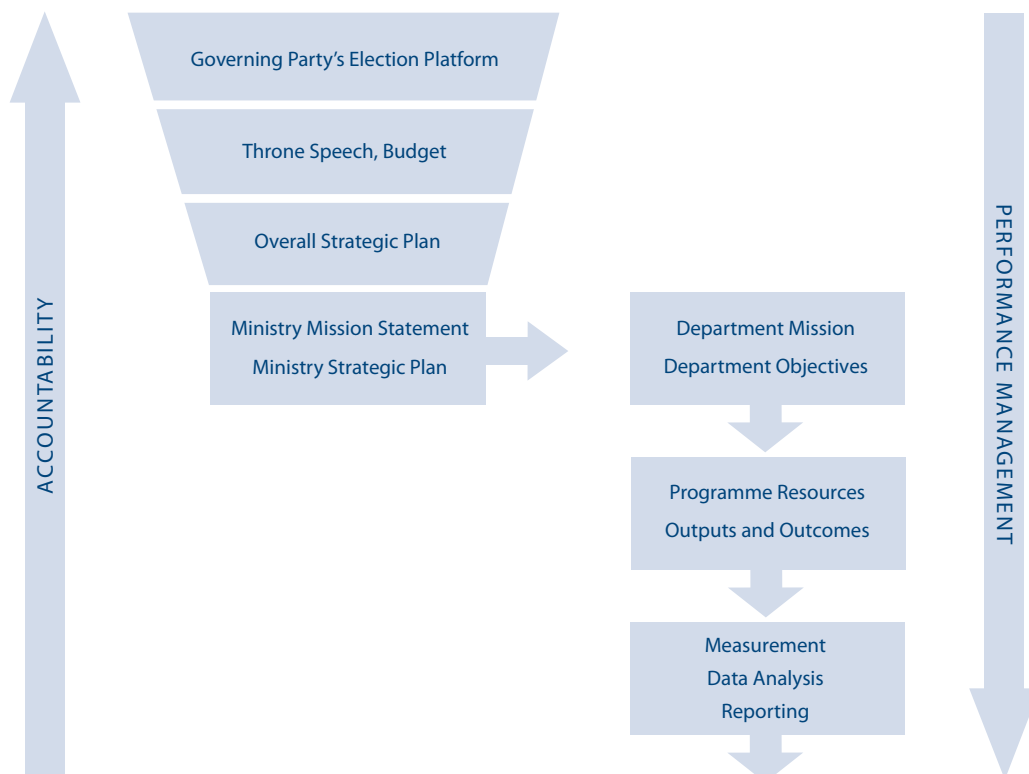 Governing Party’s Election Platform
Throne Speech, Budget
Overall Strategic Plan
Ministry Mission Statement
Ministry Strategic Plan
Department Mission
Department Objectives
Programme Resources
Outputs and Outcomes
Measurement
Data Analysis
Reporting
ACCOUNTABILITY
PERFORMANCE MANAGEMENT